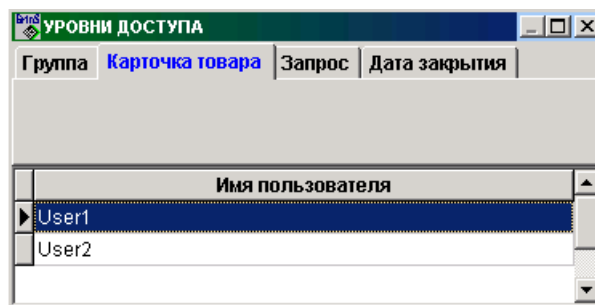 УРОВНИ ДОСТУПА
Группа Карточка товара Запрос Дата закрытия
Имя пользователя
User1
User2